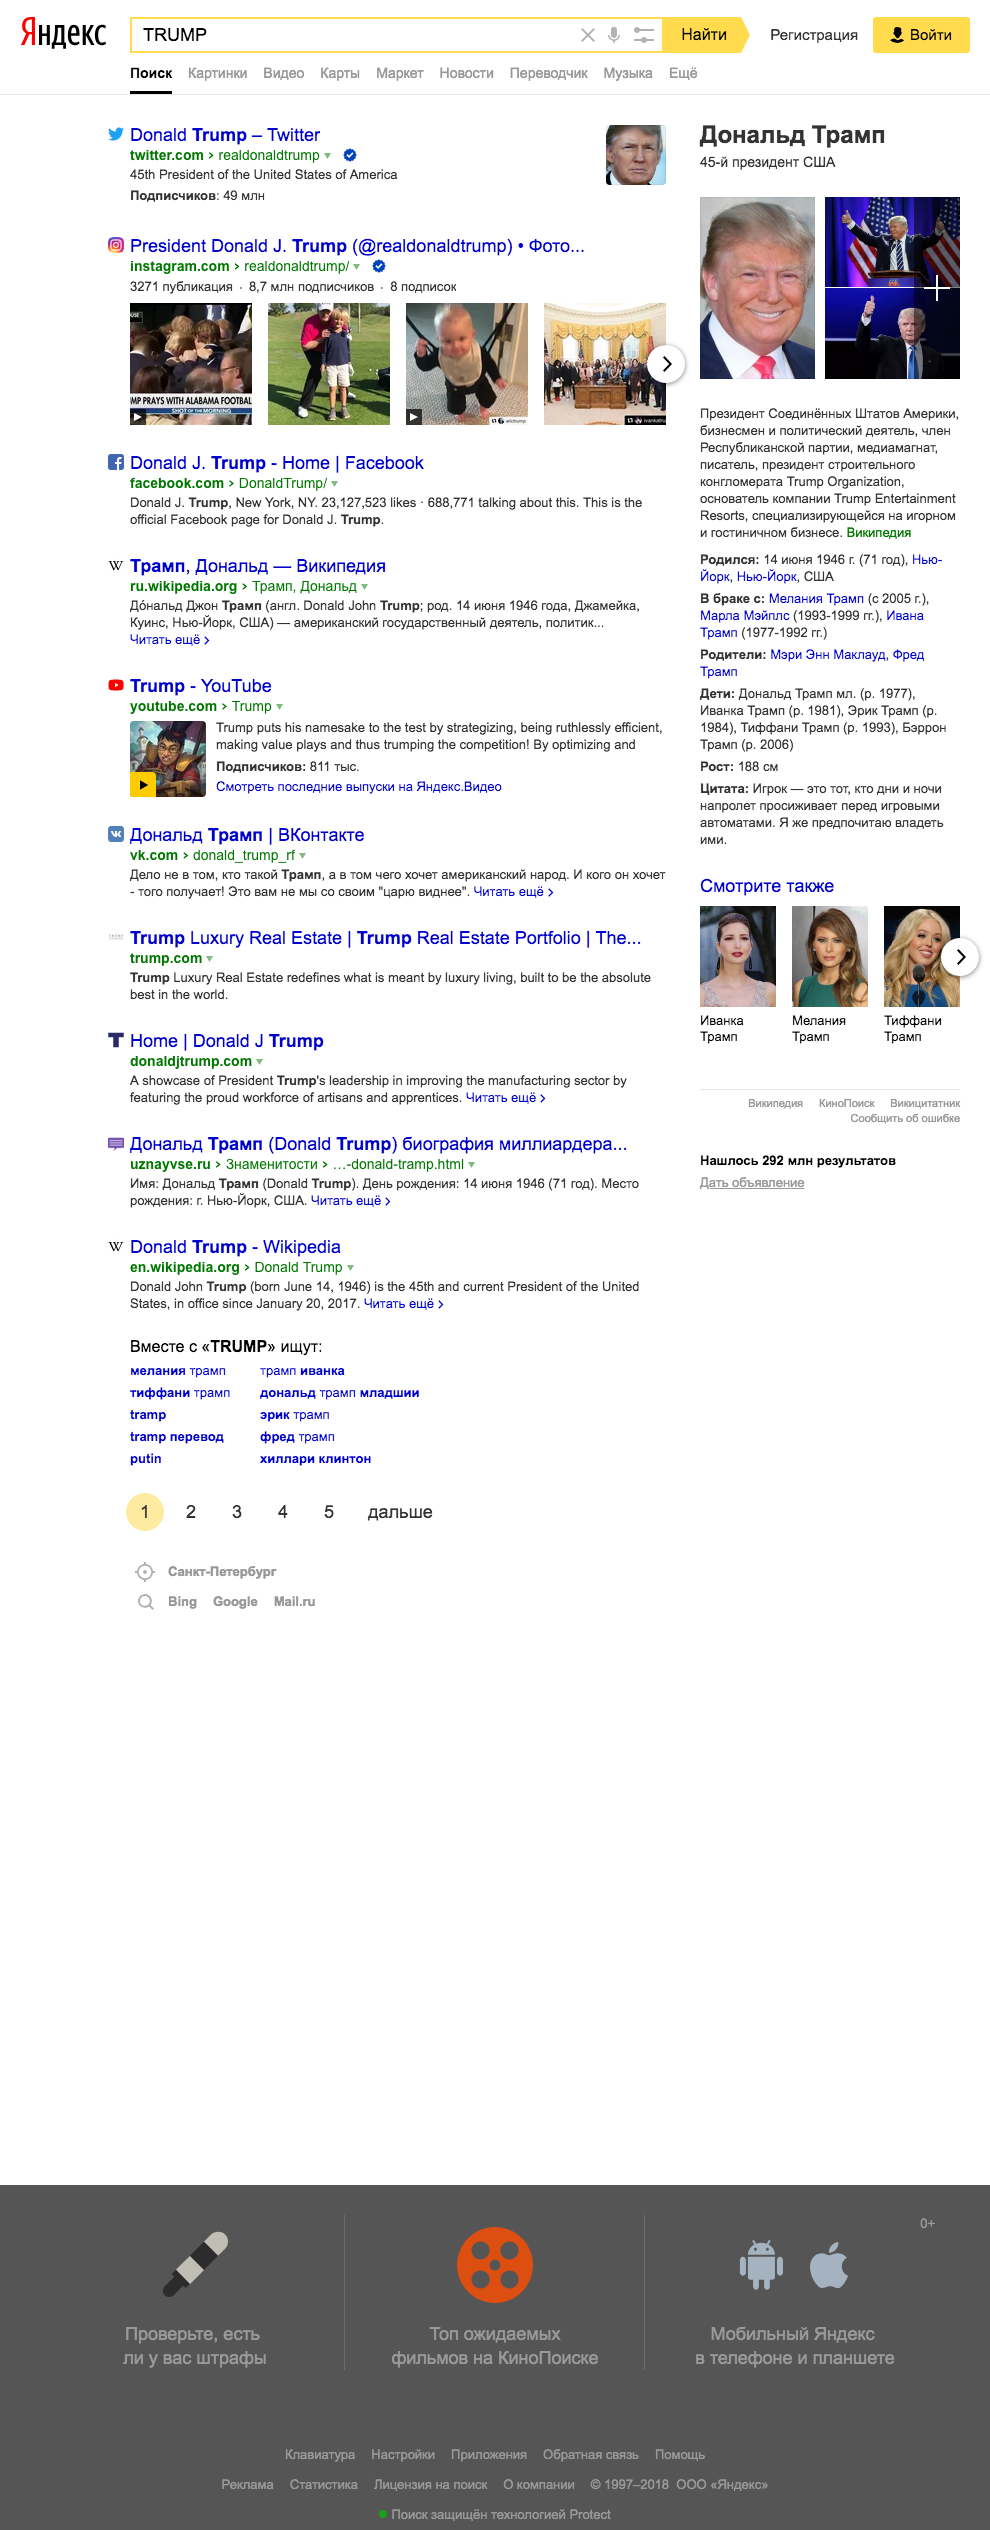 Яндекс
TRUMP
Найти
Регистрация
Войти
Поиск Картинки Видео Карты Маркет Новости Переводчик Музыка Ещё
Donald Trump – Twitter
twitter.com › realdonaldtrump
45th President of the United States of America
Подписчиков: 49 млн
President Donald J. Trump (@realdonaldtrump) • Фото...
instagram.com › realdonaldtrump/
3271 публикация · 8,7 млн подписчиков · 8 подписок
MP PRAYS WITH ALABAMA FOOTBAL
SHOT OF THE MORNING
erictrump
ivankatru
Donald J. Trump - Home | Facebook
facebook.com › DonaldTrump/
Donald J. Trump, New York, NY. 23,127,523 likes · 688,771 talking about this. This is the
official Facebook page for Donald J. Trump.
Трамп, Дональд — Википедия
ru.wikipedia.org › Трамп, Дональд
До́нальд Джон Трамп (англ. Donald John Trump; род. 14 июня 1946 года, Джамейка,
Куинс, Нью-Йорк, США) — американский государственный деятель, политик...
Читать ещё ›
Trump - YouTube
youtube.com › Trump
Trump puts his namesake to the test by strategizing, being ruthlessly efficient,
making value plays and thus trumping the competition! By optimizing and
Подписчиков: 811 тыс.
Смотреть последние выпуски на Яндекс.Видео
Дональд Трамп | ВКонтакте
vk.com › donald_trump_rf
Дело не в том, кто такой Трамп, а в том чего хочет американский народ. И кого он хочет
- того получает! Это вам не мы со своим "царю виднее". Читать ещё ›
Trump Luxury Real Estate | Trump Real Estate Portfolio | The...
trump.com
Trump Luxury Real Estate redefines what is meant by luxury living, built to be the absolute
best in the world.
Home | Donald J Trump
donaldjtrump.com
A showcase of President Trump's leadership in improving the manufacturing sector by
featuring the proud workforce of artisans and apprentices. Читать ещё ›
Дональд Трамп (Donald Trump) биография миллиардера...
uznayvse.ru › Знаменитости › …-donald-tramp.html
Имя: Дональд Трамп (Donald Trump). День рождения: 14 июня 1946 (71 год). Место
рождения: г. Нью-Йорк, США. Читать ещё ›
Donald Trump - Wikipedia
en.wikipedia.org › Donald Trump
Donald John Trump (born June 14, 1946) is the 45th and current President of the United
States, in office since January 20, 2017. Читать ещё ›
Вместе с «TRUMP» ищут:
мелания трамп
тиффани трамп
tramp
tramp перевод
putin
трамп иванка
дональд трамп младшии
эрик трамп
фред трамп
хиллари клинтон
1 2 3 4 5 дальше
Санкт-Петербург
Bing Google Mail.ru
Дональд Трамп
45-й президент США
Президент Соединённых Штатов Америки,
бизнесмен и политический деятель, член
Республиканской партии, медиамагнат,
писатель, президент строительного
конгломерата Trump Organization,
основатель компании Trump Entertainment
Resorts, специализирующейся на игорном
и гостиничном бизнесе. Википедия
Родился: 14 июня 1946 г. (71 год), Нью-
Йорк, Нью-Йорк, США
В браке с: Мелания Трамп (с 2005 г.),
Марла Мэйплс (1993-1999 гг.), Ивана
Трамп (1977-1992 гг.)
Родители: Мэри Энн Маклауд, Фред
Трамп
Дети: Дональд Трамп мл. (р. 1977),
Иванка Трамп (р. 1981), Эрик Трамп (р.
1984), Тиффани Трамп (р. 1993), Бэррон
Трамп (р. 2006)
Рост: 188 см
Цитата: Игрок — это тот, кто дни и ночи
напролет просиживает перед игровыми
автоматами. Я же предпочитаю владеть
ими.
Смотрите также
Иванка
Трамп
Мелания
Трамп
Тиффани
Трамп
Википедия КиноПоиск Викицитатник
Сообщить об ошибке
Нашлось 292 млн результатов
Дать объявление
0+
Проверьте, есть
ли у вас штрафы
Топ ожидаемых
фильмов на КиноПоиске
Мобильный Яндекс
в телефоне и планшете
Клавиатура Настройки Приложения Обратная связь Помощь
Реклама Статистика Лицензия на поиск О компании © 1997–2018 ООО «Яндекс»
Поиск защищён технологией Protect